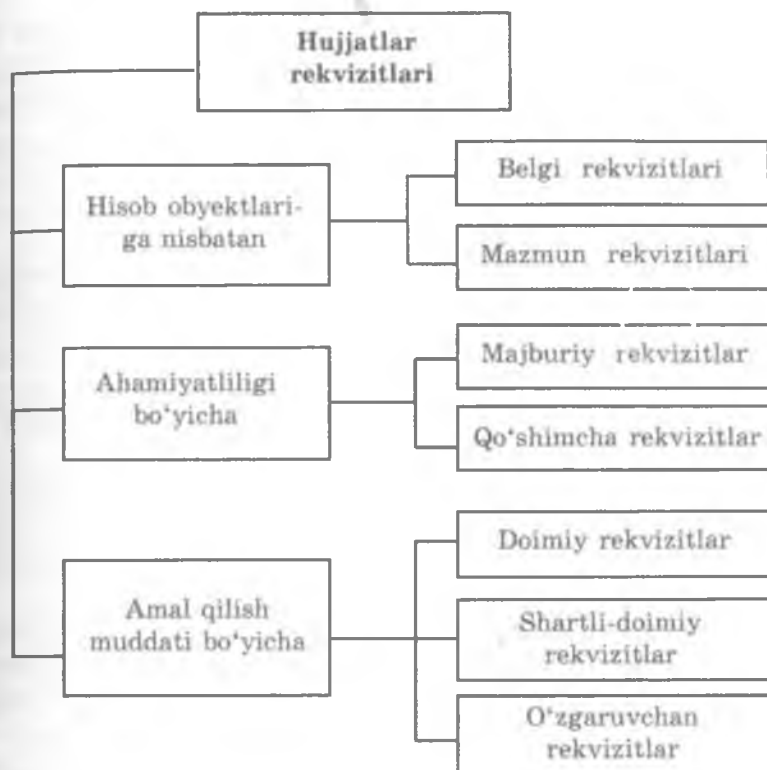 Hujjatlar
rekvizitlari
Hisob obyektlari-
ga nisbatan
Belgi rekvizitlari
Mazmun rekvizitlari
Ahamiyatliligi
bo‘yicha
Majburiy rekvizitlar
Qo‘shimcha rekvizitlar
Amal qilish
muddati bo‘yicha
Doimiy rekvizitlar
Shartli-doimiy
rekvizitlar
O‘zgaruvchan
rekvizitlar